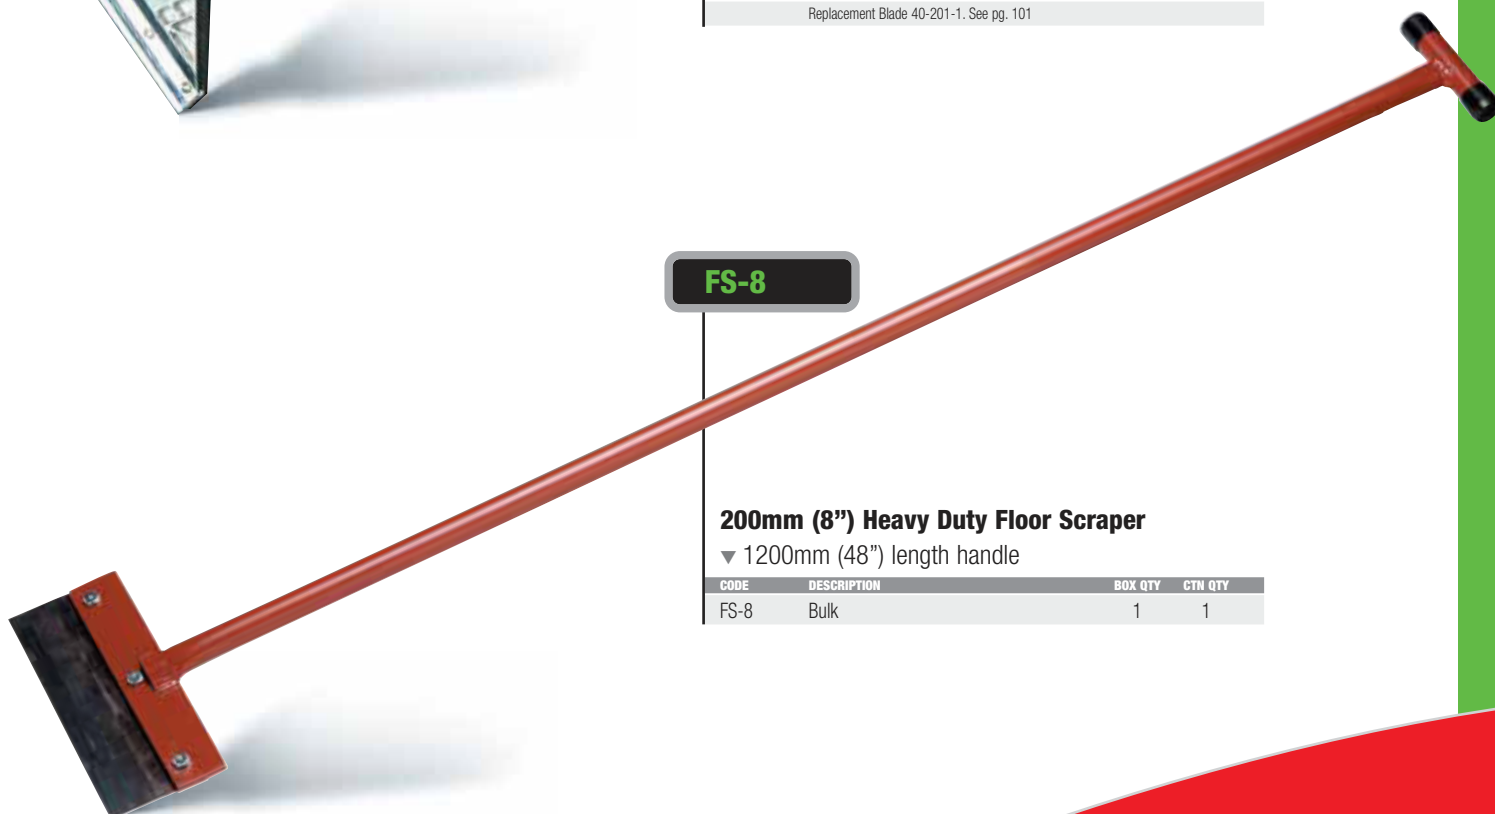 Replacement Blade 40-201-1. See pg. 101
FS-8
200mm (8”) Heavy Duty Floor Scraper
▼ 1200mm (48”) length handle
CODE DESCRIPTION BOX QTY CTN QTY
FS-8 Bulk 1 1